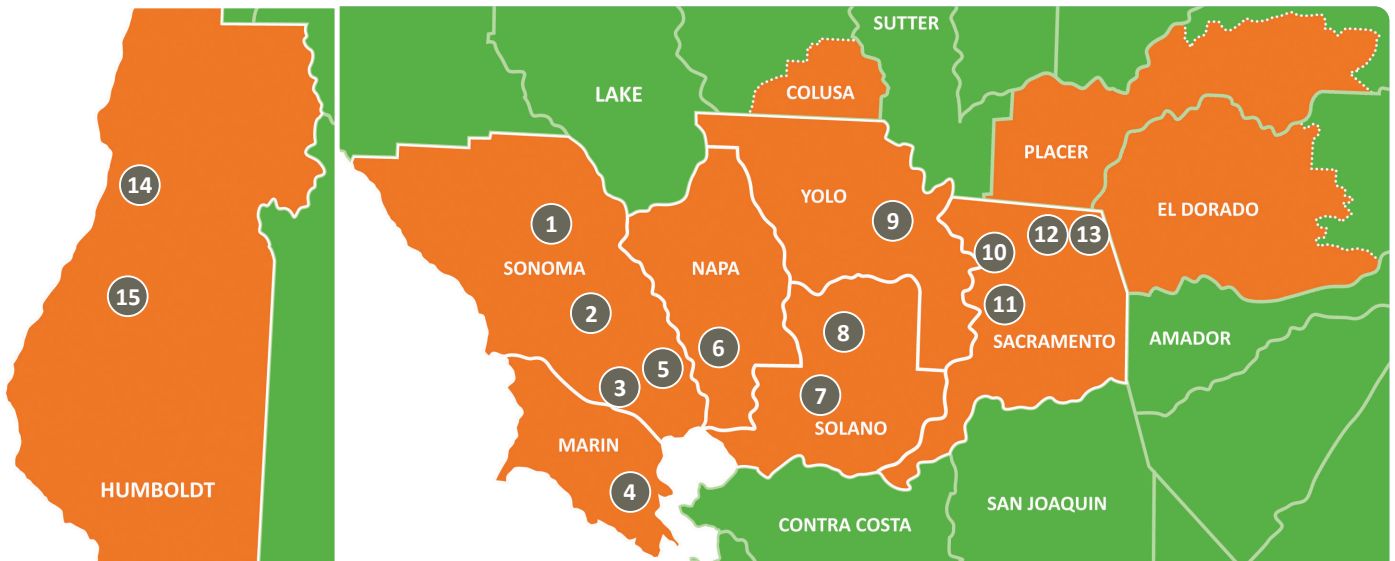 SUTTER
LAKE
COLUSA
PLACER
14
YOLO
EL DORADO
1
9
12
13
10
SONOMA
NAPA
15
2
11
8
6
SACRAMENTO
AMADOR
5
3
7
SOLANO
MARIN
HUMBOLDT
4
SAN JOAQUIN
CONTRA COSTA